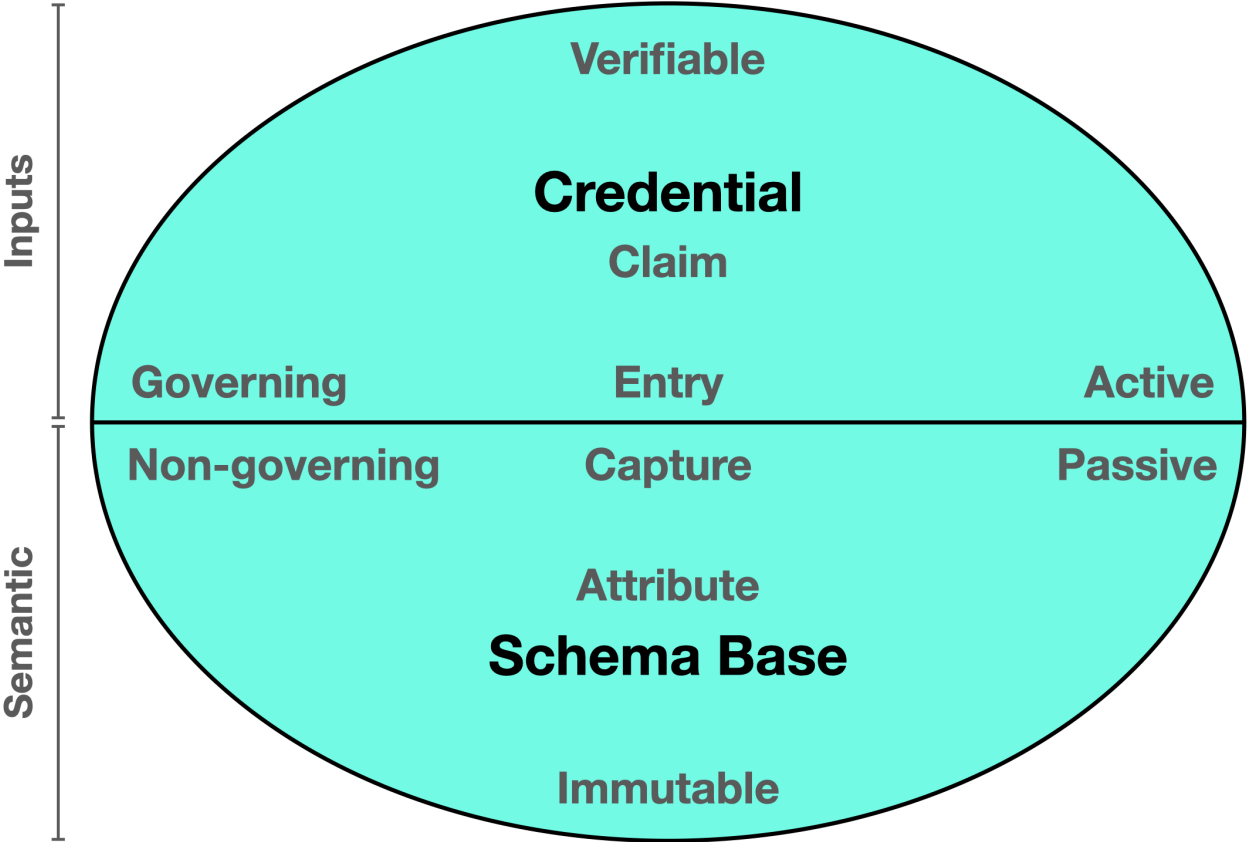 Inputs
Verifiable
Credential
Claim
Governing Entry Active
Semantic
Non-governing Capture Passive
Attribute
Schema Base
Immutable